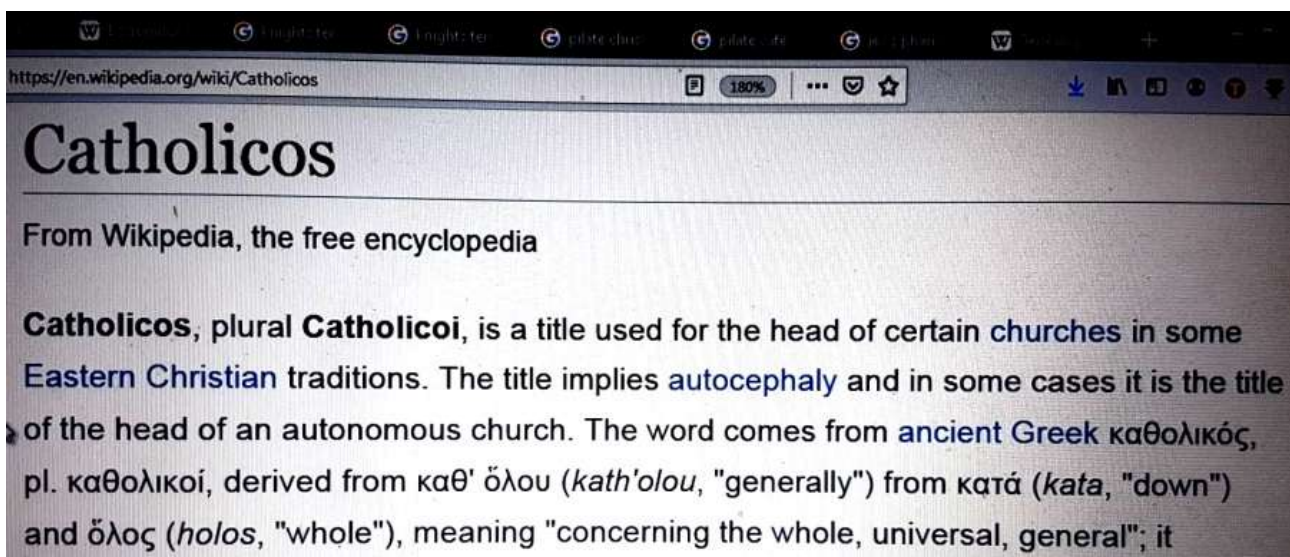 https://en.wikipedia.org/wiki/Catholicos
180%
Catholicos
From Wikipedia, the free encyclopedia
Catholicos, plural Catholicoi, is a title used for the head of certain churches in some
Eastern Christian traditions. The title implies autocephaly and in some cases it is the title
of the head of an autonomous church. The word comes from ancient Greek καθολικός,
pl. καθολικοί, derived from καθ' ὅλου (kath'olou, "generally") from κατά (kata, "down")
and ὅλος (holos, "whole"), meaning "concerning the whole, universal, general"; it